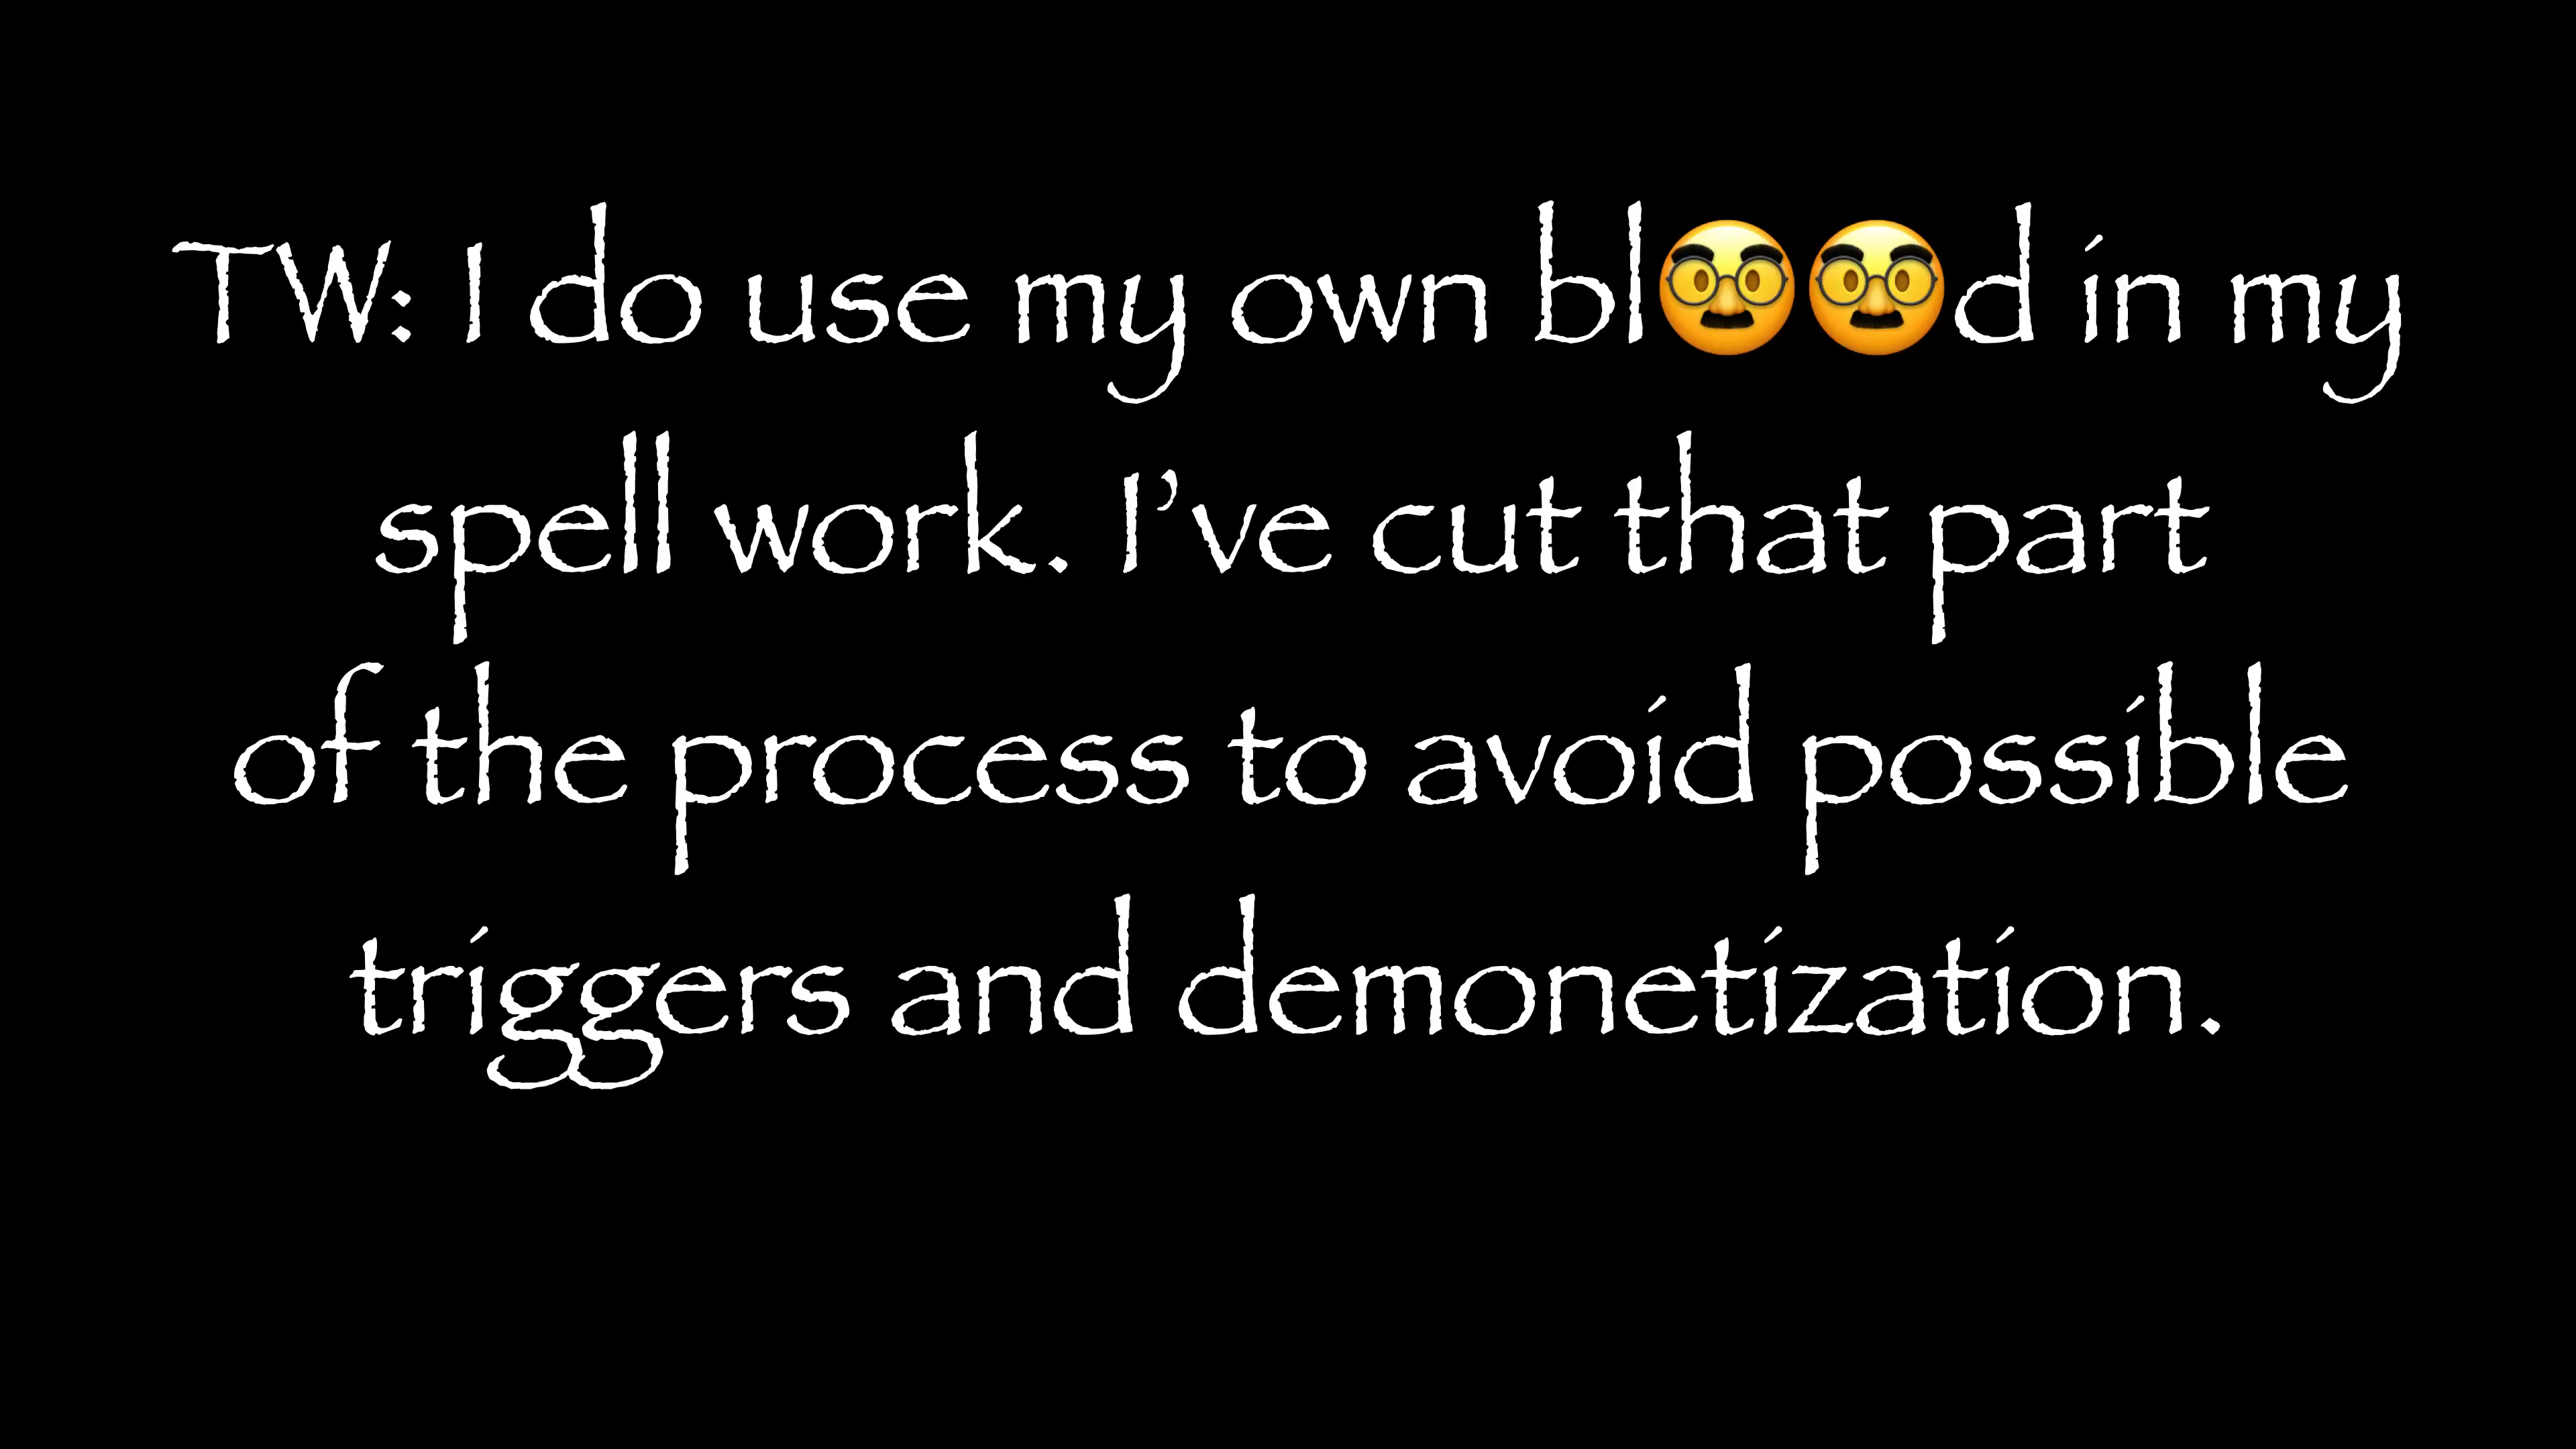 TW: I do use my own bl🥸🥸d in my
spell work. I’ve cut that part
of the process to avoid possible
triggers and demonetization.